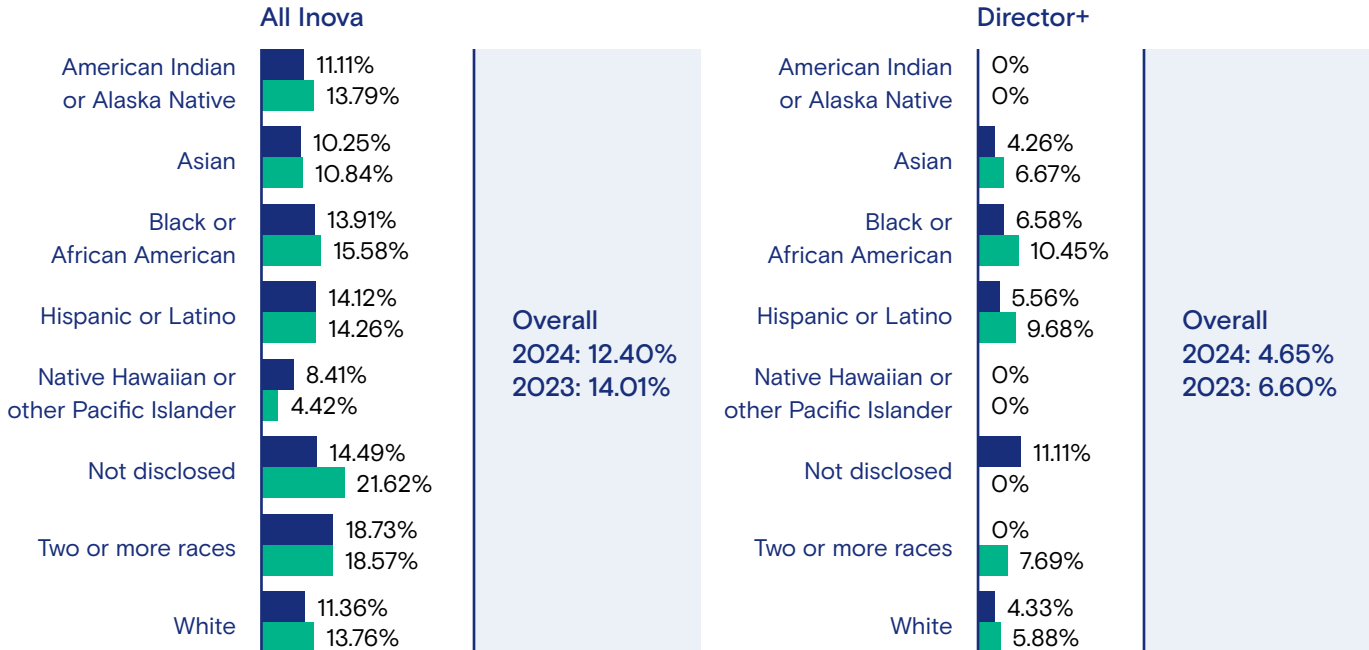 All Inova
American Indian
or Alaska Native
11.11%
13.79%
Asian
10.25%
10.84%
Black or
African American
13.91%
15.58%
Hispanic or Latino
14.12%
14.26%
Native Hawaiian or
other Pacific Islander
8.41%
4.42%
Not disclosed
14.49%
21.62%
Two or more races
18.73%
18.57%
White
11.36%
13.76%
Overall
2024: 12.40%
2023: 14.01%
Director+
American Indian
or Alaska Native
0%
0%
Asian
4.26%
6.67%
Black or
African American
6.58%
10.45%
Hispanic or Latino
5.56%
9.68%
Native Hawaiian or
other Pacific Islander
0%
0%
Not disclosed
11.11%
0%
Two or more races
0%
7.69%
White
4.33%
5.88%
Overall
2024: 4.65%
2023: 6.60%